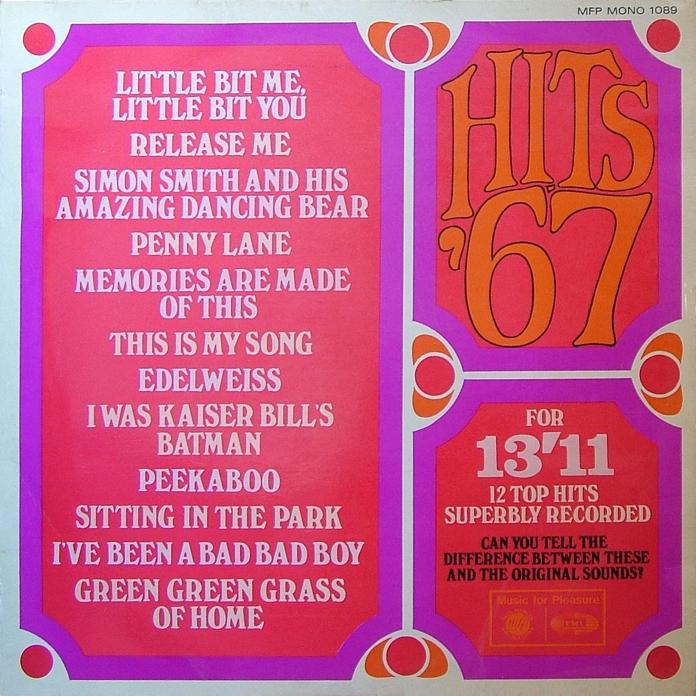 MFP MONO 1089
LITTLE BIT ME,
LITTLE BIT YOU
RELEASE ME
SIMON SMITH AND HIS
AMAZING DANCING BEAR
PENNY LANE
MEMORIES ARE MADE
OF THIS
THIS IS MY SONG
EDELWEISS
I WAS KAISER BILL'S
BATMAN
PEEKABOO
SITTING IN THE PARK
I'VE BEEN A BAD BAD BOY
GREEN GREEN GRASS
OF HOME
HITS
'67
FOR
13'11
12 TOP HITS
SUPERBLY RECORDED
CAN YOU TELL THE
DIFFERENCE BETWEEN THESE
AND THE ORIGINAL SOUNDS?
Music for Pleasure
mfp EMI